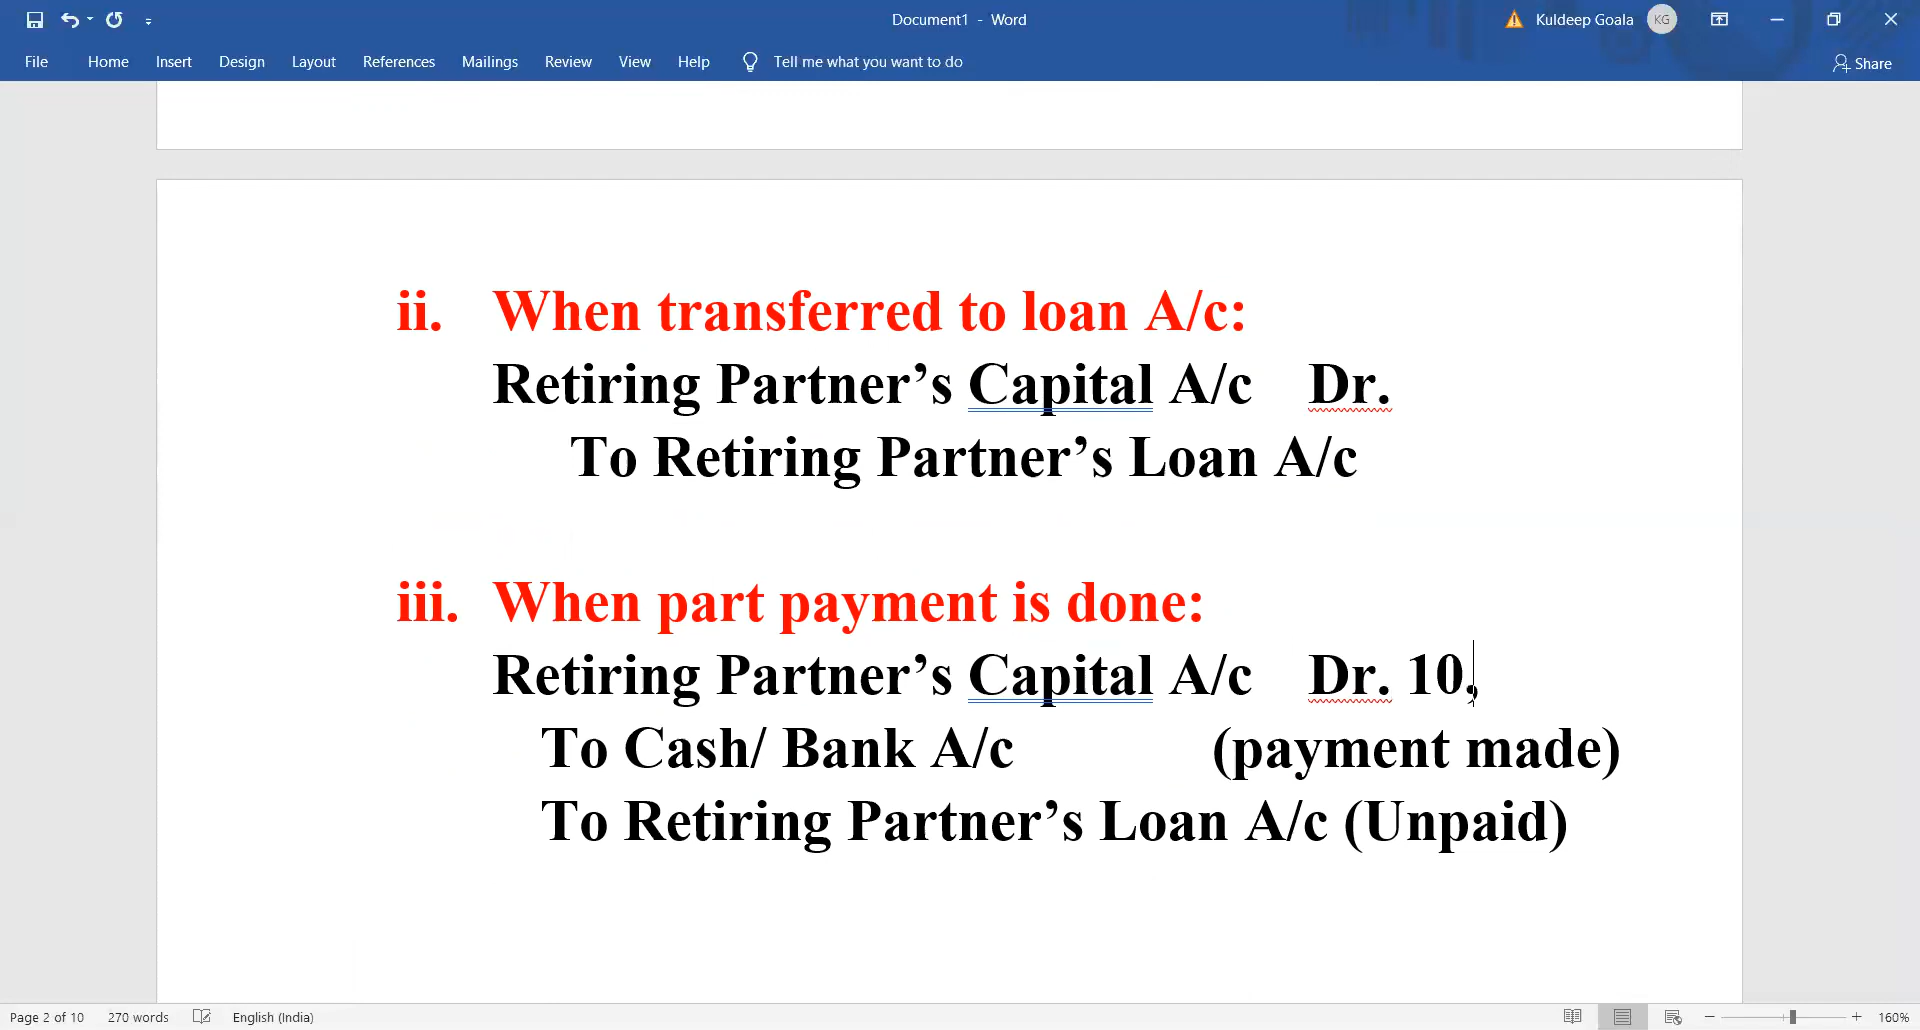 Document1 - Word
Kuldeep Goala
KG
File Home Insert Design Layout References Mailings Review View Help Tell me what you want to do
Share
ii. When transferred to loan A/c:
Retiring Partner’s Capital A/c Dr.
To Retiring Partner’s Loan A/c
iii. When part payment is done:
Retiring Partner’s Capital A/c Dr. 10,
To Cash/ Bank A/c (payment made)
To Retiring Partner’s Loan A/c (Unpaid)
Page 2 of 10 270 words English (India) 160%